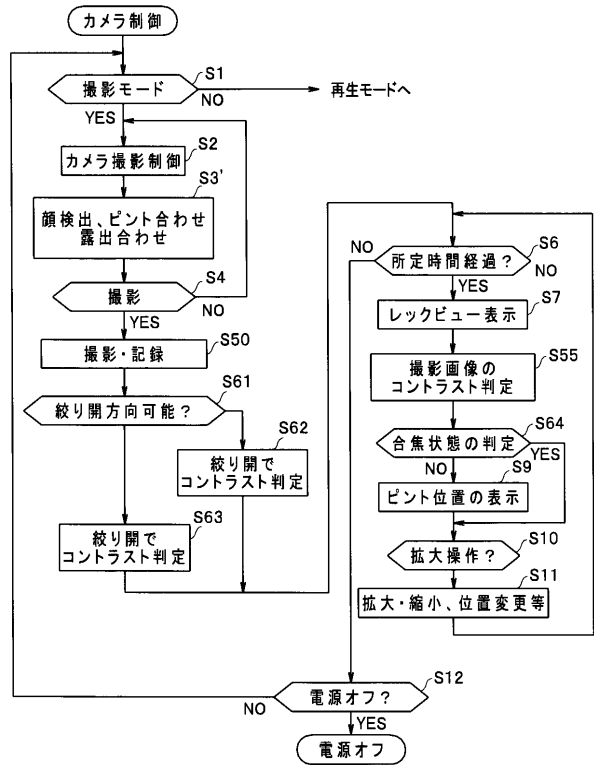 カメラ制御
撮影モード
S1
NO
再生モードへ
YES
カメラ撮影制御
S2
顔検出、ピント合わせ
露出合わせ
S3'
撮影
S4
NO
YES
撮影・記録
S50
絞り開方向可能？
S61
絞り開で
コントラスト判定
S62
絞り開で
コントラスト判定
S63
所定時間経過？
S6
NO
NO
YES
レックビュー表示
S7
撮影画像の
コントラスト判定
S55
合焦状態の判定
S64
YES
NO
ピント位置の表示
S9
拡大操作？
S10
拡大・縮小、位置変更等
S11
電源オフ？
S12
NO
YES
電源オフ